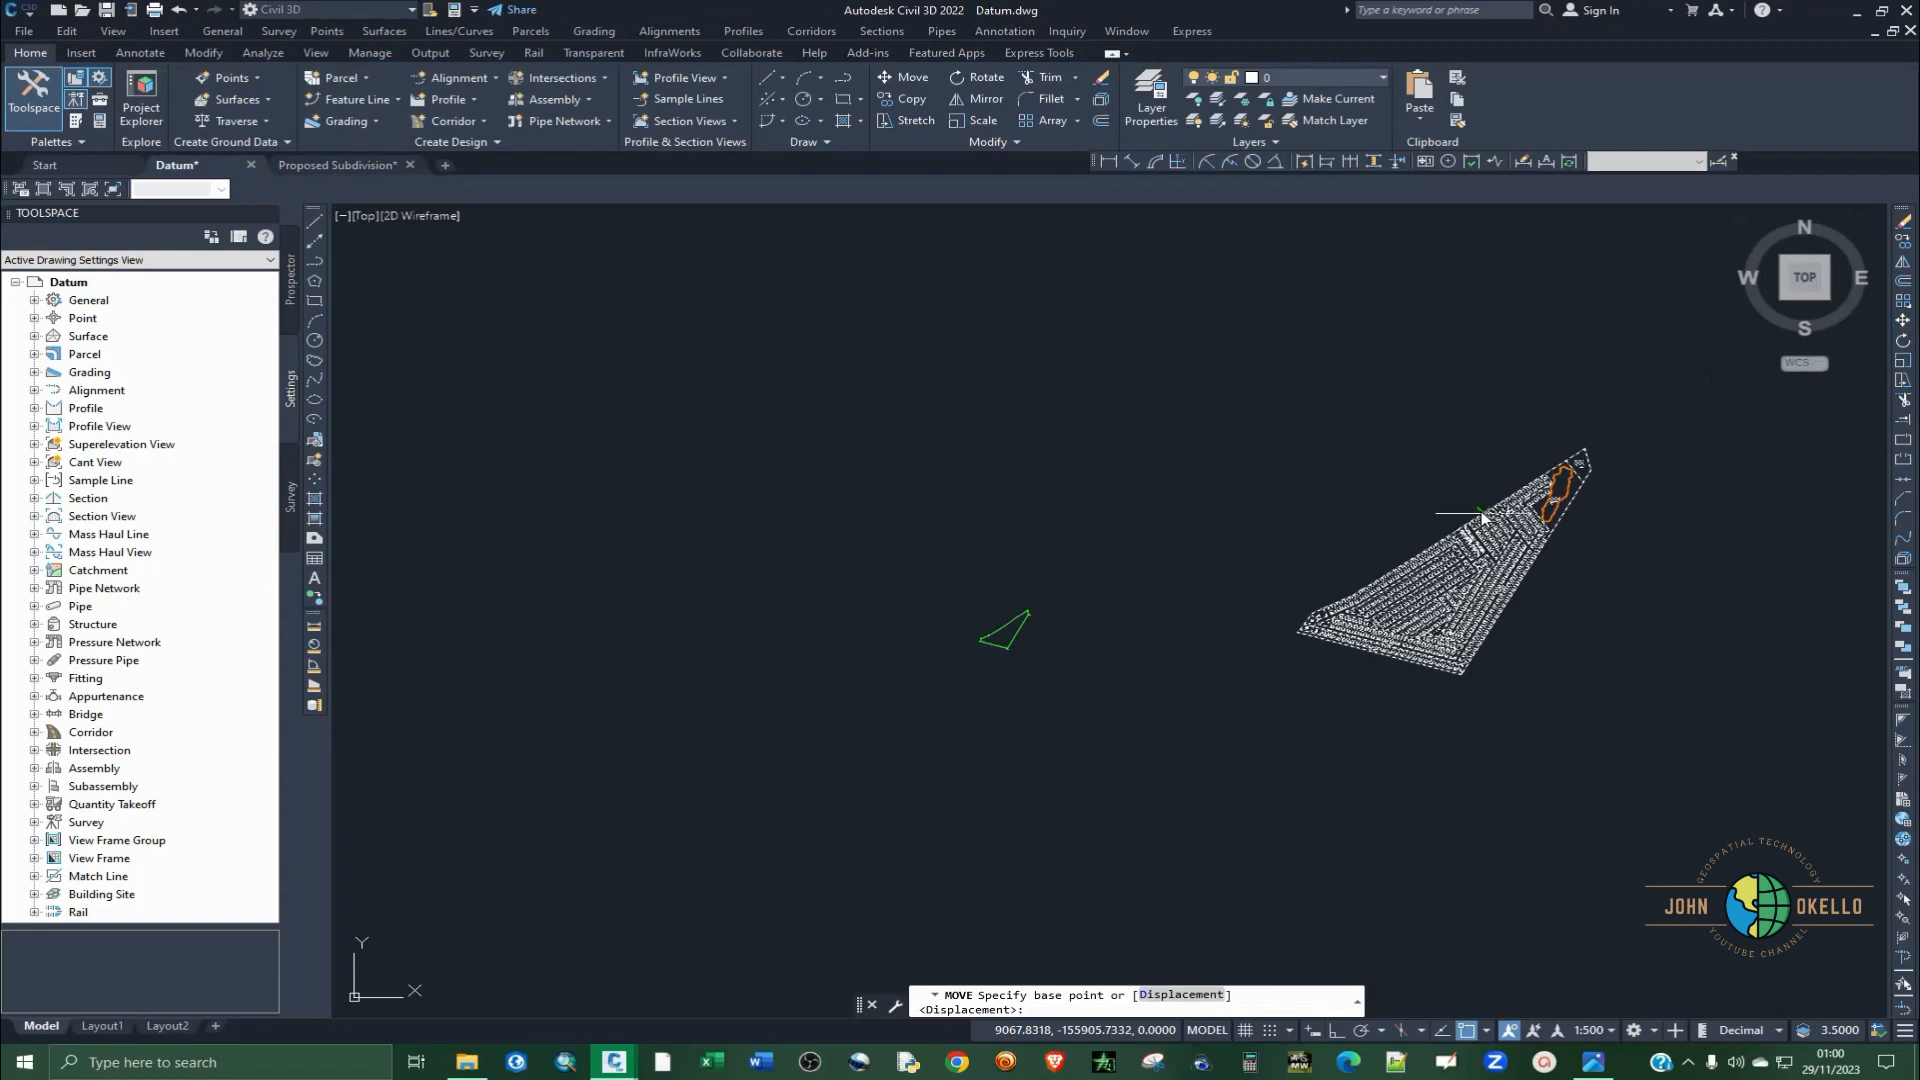 Civil 3D
Share
Autodesk Civil 3D 2022 Datum.dwg
Type a keyword or phrase
Sign In
File Edit View Insert General Survey Points Surfaces Lines/Curves Parcels Grading Alignments Profiles Corridors Sections Pipes Annotation Inquiry Window Express
Home Insert Annotate Modify Analyze View Manage Output Survey Rail Transparent InfraWorks Collaborate Help Add-ins Featured Apps Express Tools
Points Parcel Alignment Intersections Profile View Move Rotate Trim 0
Surfaces Feature Line Profile Assembly Sample Lines Copy Mirror Fillet Make Current
Toolspace Project Explorer Traverse Grading Corridor Pipe Network Section Views Stretch Scale Array Layer Properties Match Layer Paste
Palettes Explore Create Ground Data Create Design Profile & Section Views Draw Modify Layers Clipboard
Start Datum* Proposed Subdivision*
TOOLSPACE
[−][Top][2D Wireframe]
Active Drawing Settings View
Prospector
Settings
Survey
Datum
General
Point
Surface
Parcel
Grading
Alignment
Profile
Profile View
Superelevation View
Cant View
Sample Line
Section
Section View
Mass Haul Line
Mass Haul View
Catchment
Pipe Network
Pipe
Structure
Pressure Network
Pressure Pipe
Fitting
Appurtenance
Bridge
Corridor
Intersection
Assembly
Subassembly
Quantity Takeoff
Survey
View Frame Group
View Frame
Match Line
Building Site
Rail
N
W TOP E
S
WCS
GEOSPATIAL TECHNOLOGY
JOHN OKELLO
YOUTUBE CHANNEL
Y
X
MOVE Specify base point or [Displacement]
<Displacement>:
Model Layout1 Layout2
9067.8318, -155905.7332, 0.0000 MODEL 1:500 Decimal 3.5000
Type here to search
01:00
29/11/2023